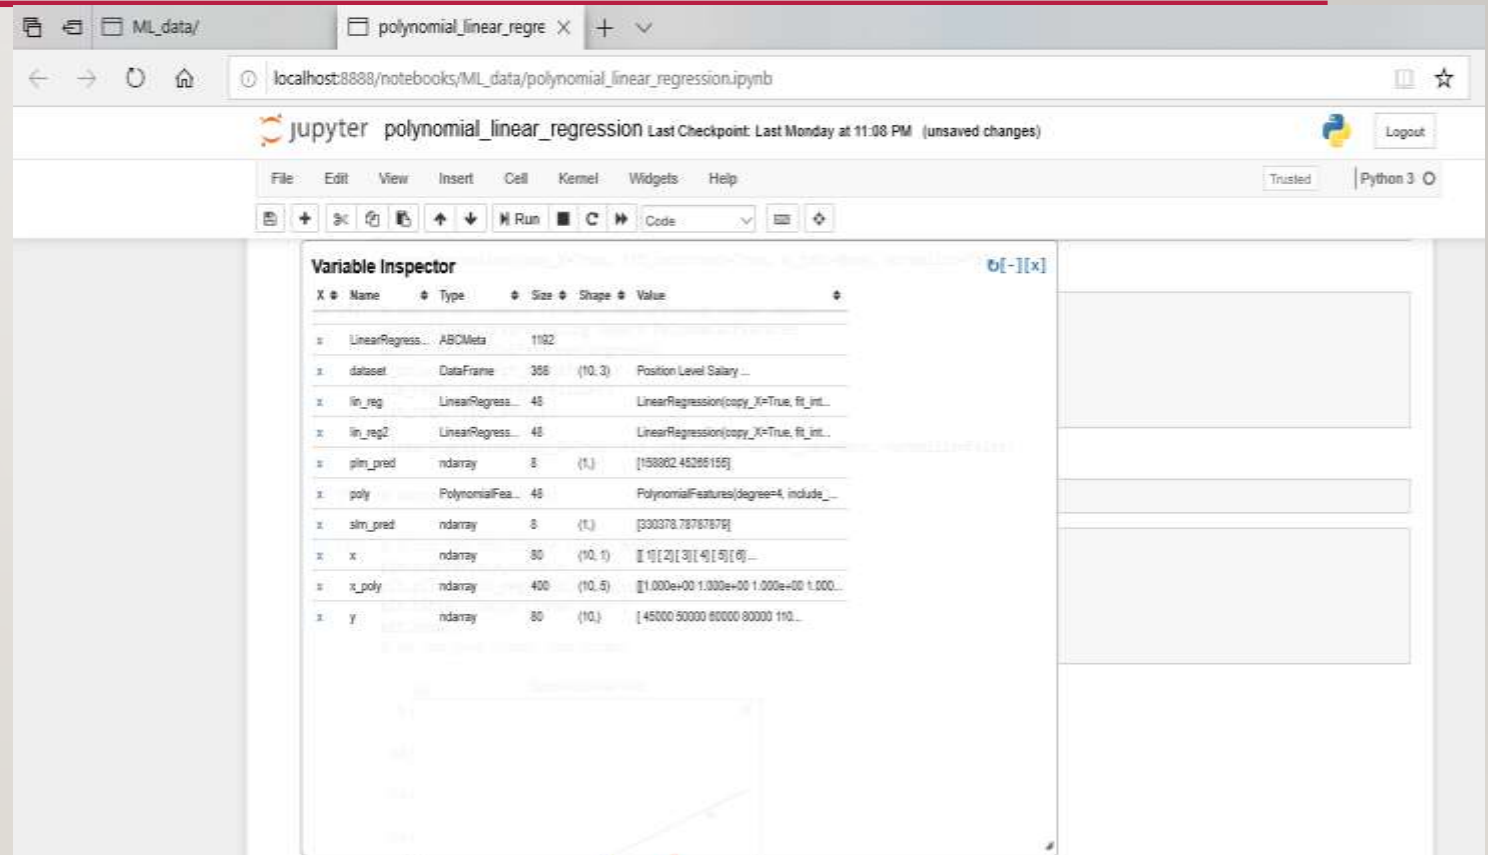 ML_data/
polynomial_linear_regre
localhost:8888/notebooks/ML_data/polynomial_linear_regression.ipynb
jupyter polynomial_linear_regression Last Checkpoint: Last Monday at 11:08 PM (unsaved changes)
Logout
File Edit View Insert Cell Kernel Widgets Help
Trusted
Python 3
Run
Code
Variable Inspector
[-][x]
X Name Type Size Shape Value
x LinearRegress... ABCMeta 1192
x dataset DataFrame 368 (10, 3) Position Level Salary ...
x lin_reg LinearRegress... 48 LinearRegression(copy_X=True, fit_int...
x lin_reg2 LinearRegress... 48 LinearRegression(copy_X=True, fit_int...
x plm_pred ndarray 8 (1,) [158862.45265155]
x poly PolynomialFea... 48 PolynomialFeatures(degree=4, include_...
x slm_pred ndarray 8 (1,) [330378.78787879]
x x ndarray 80 (10, 1) [[ 1] [ 2] [ 3] [ 4] [ 5] [ 6] ...
x x_poly ndarray 400 (10, 5) [[1.000e+00 1.000e+00 1.000e+00 1.000...
x y ndarray 80 (10,) [ 45000 50000 60000 80000 110...